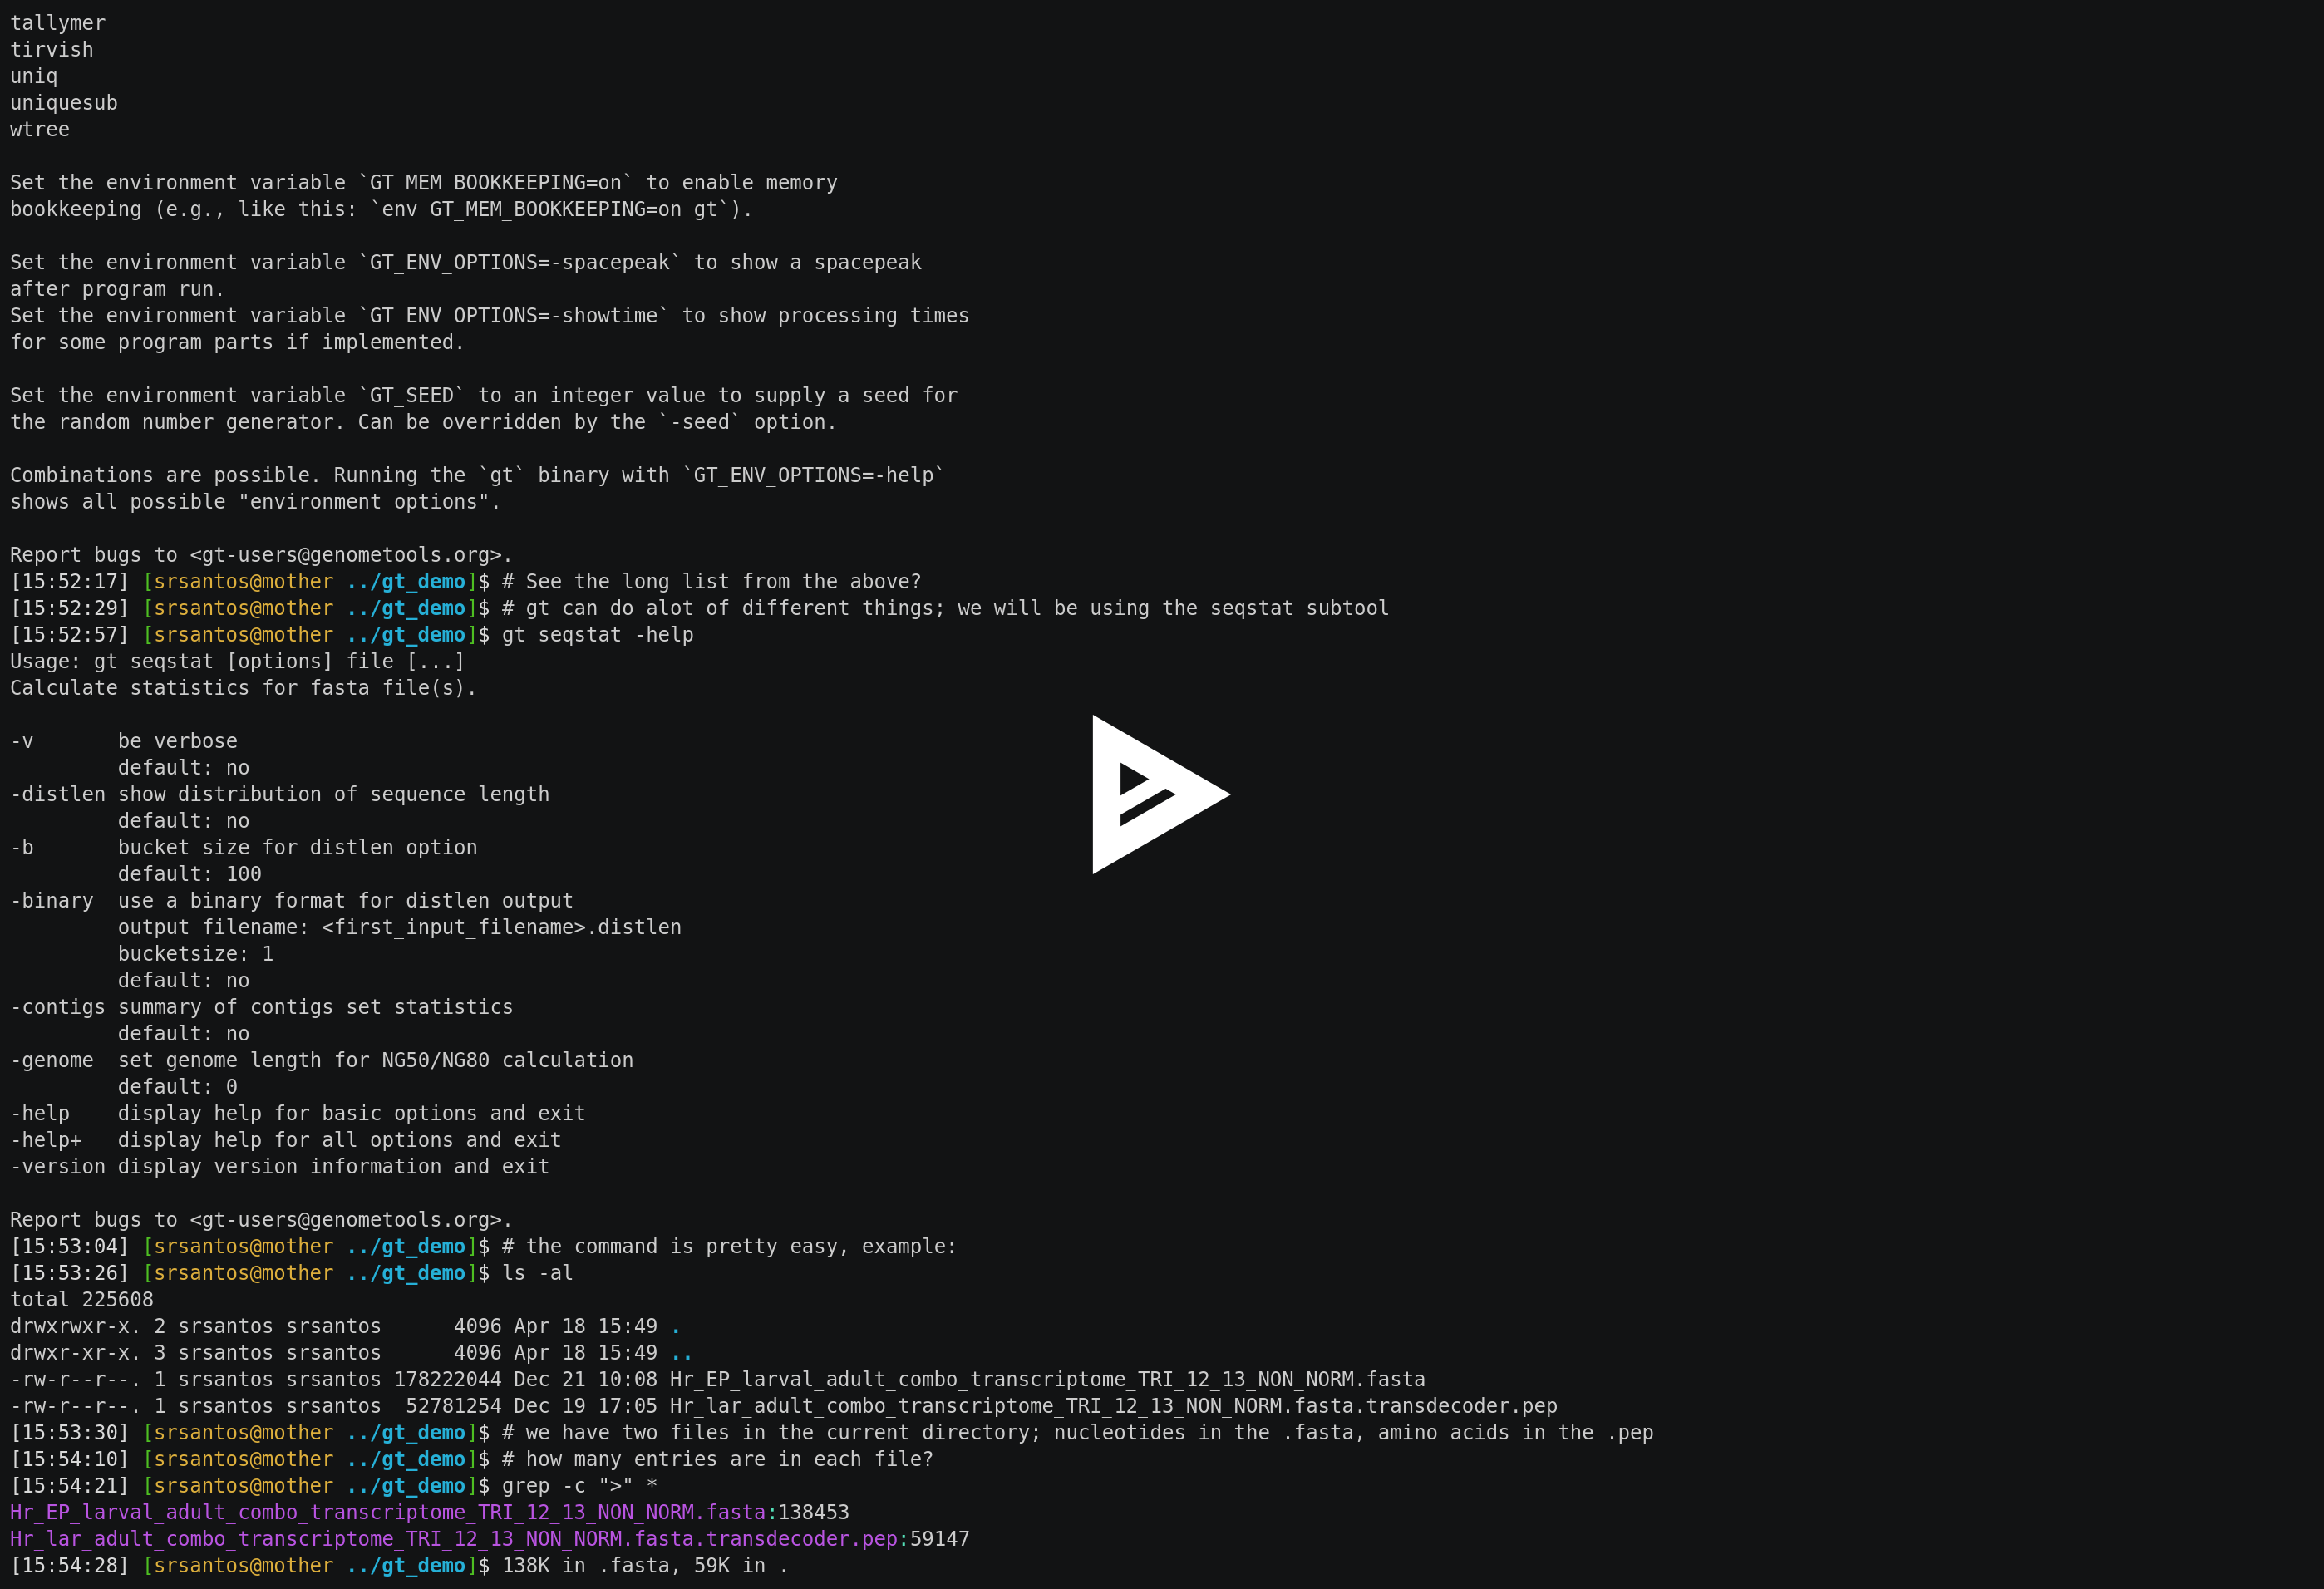 tallymer
tirvish
uniq
uniquesub
wtree
Set the environment variable `GT_MEM_BOOKKEEPING=on` to enable memory
bookkeeping (e.g., like this: `env GT_MEM_BOOKKEEPING=on gt`).
Set the environment variable `GT_ENV_OPTIONS=-spacepeak` to show a spacepeak
after program run.
Set the environment variable `GT_ENV_OPTIONS=-showtime` to show processing times
for some program parts if implemented.
Set the environment variable `GT_SEED` to an integer value to supply a seed for
the random number generator. Can be overridden by the `-seed` option.
Combinations are possible. Running the `gt` binary with `GT_ENV_OPTIONS=-help`
shows all possible "environment options".
Report bugs to <gt-users@genometools.org>.
[15:52:17] [srsantos@mother ../gt_demo]$ # See the long list from the above?
[15:52:29] [srsantos@mother ../gt_demo]$ # gt can do alot of different things; we will be using the seqstat subtool
[15:52:57] [srsantos@mother ../gt_demo]$ gt seqstat -help
Usage: gt seqstat [options] file [...]
Calculate statistics for fasta file(s).
-v       be verbose
         default: no
-distlen show distribution of sequence length
         default: no
-b       bucket size for distlen option
         default: 100
-binary  use a binary format for distlen output
         output filename: <first_input_filename>.distlen
         bucketsize: 1
         default: no
-contigs summary of contigs set statistics
         default: no
-genome  set genome length for NG50/NG80 calculation
         default: 0
-help    display help for basic options and exit
-help+   display help for all options and exit
-version display version information and exit
Report bugs to <gt-users@genometools.org>.
[15:53:04] [srsantos@mother ../gt_demo]$ # the command is pretty easy, example:
[15:53:26] [srsantos@mother ../gt_demo]$ ls -al
total 225608
drwxrwxr-x. 2 srsantos srsantos      4096 Apr 18 15:49 .
drwxr-xr-x. 3 srsantos srsantos      4096 Apr 18 15:49 ..
-rw-r--r--. 1 srsantos srsantos 178222044 Dec 21 10:08 Hr_EP_larval_adult_combo_transcriptome_TRI_12_13_NON_NORM.fasta
-rw-r--r--. 1 srsantos srsantos  52781254 Dec 19 17:05 Hr_lar_adult_combo_transcriptome_TRI_12_13_NON_NORM.fasta.transdecoder.pep
[15:53:30] [srsantos@mother ../gt_demo]$ # we have two files in the current directory; nucleotides in the .fasta, amino acids in the .pep
[15:54:10] [srsantos@mother ../gt_demo]$ # how many entries are in each file?
[15:54:21] [srsantos@mother ../gt_demo]$ grep -c ">" *
Hr_EP_larval_adult_combo_transcriptome_TRI_12_13_NON_NORM.fasta:138453
Hr_lar_adult_combo_transcriptome_TRI_12_13_NON_NORM.fasta.transdecoder.pep:59147
[15:54:28] [srsantos@mother ../gt_demo]$ 138K in .fasta, 59K in .